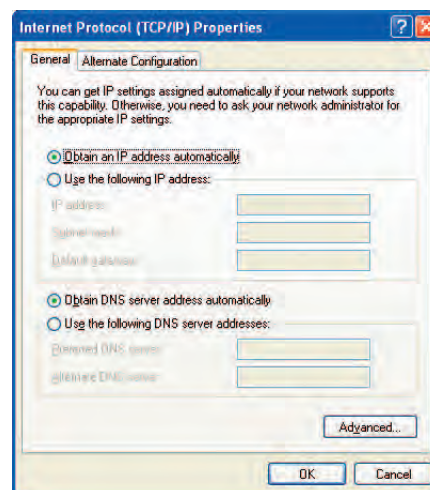 Internet Protocol (TCP/IP) Properties
General
Alternate Configuration
You can get IP settings assigned automatically if your network supports
this capability. Otherwise, you need to ask your network administrator for
the appropriate IP settings.
Obtain an IP address automatically
Use the following IP address:
IP address:
Subnet mask:
Default gateway:
Obtain DNS server address automatically
Use the following DNS server addresses:
Preferred DNS server:
Alternate DNS server:
Advanced...
OK
Cancel